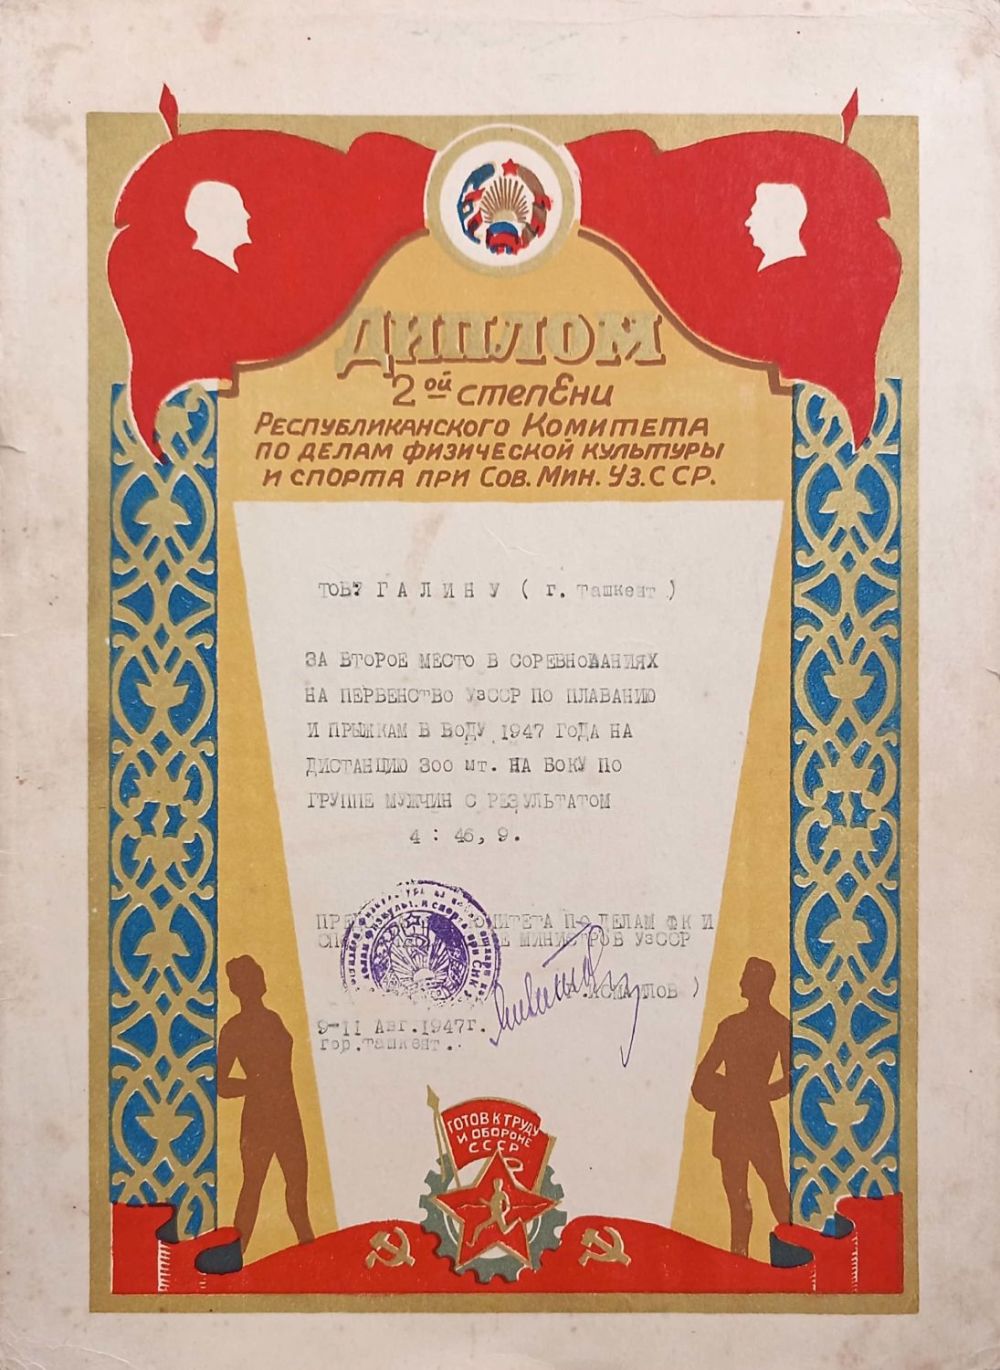 ДИПЛОМ
2ой степени
Республиканского Комитета
по делам физической культуры
и спорта при Сов. Мин. Уз.ССР.
тов. ГАЛИНУ ( г. Ташкент )
ЗА ВТОРОЕ МЕСТО В СОРЕВНОВАНИЯХ
НА ПЕРВЕНСТВО УзССР ПО ПЛАВАНИЮ
И ПРЫЖКАМ В ВОДУ 1947 ГОДА НА
ДИСТАНЦИЮ 300 мт. НА БОКУ ПО
ГРУППЕ МУЖЧИН С РЕЗУЛЬТАТОМ
4 : 46, 9.
ПО ДЕЛАМ ФК И
МИНИСТРОВ УзССР
)
9-11 Авг.1947г.
гор.Ташкент.
ГОТОВ К ТРУДУ
И ОБОРОНЕ
СССР